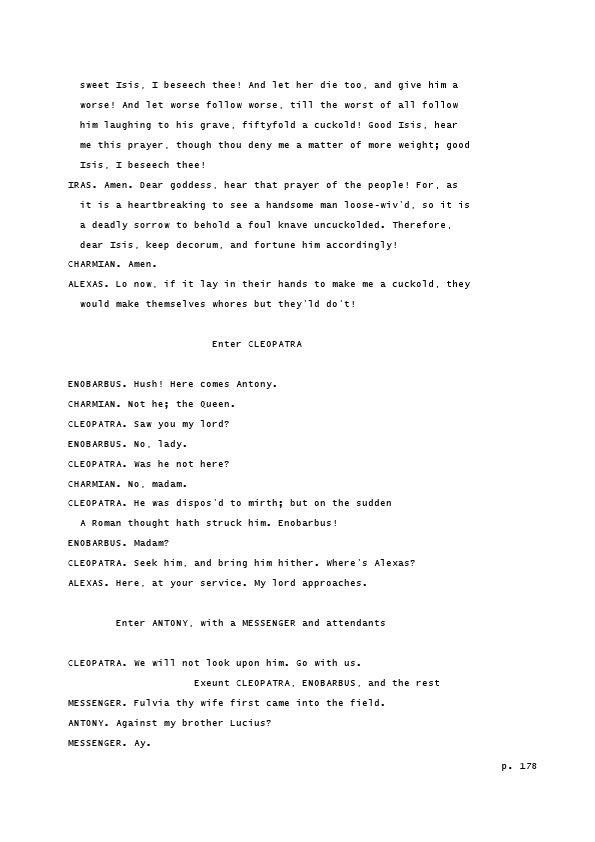 sweet Isis, I beseech thee! And let her die too, and give him a
worse! And let worse follow worse, till the worst of all follow
him laughing to his grave, fiftyfold a cuckold! Good Isis, hear
me this prayer, though thou deny me a matter of more weight; good
Isis, I beseech thee!
IRAS. Amen. Dear goddess, hear that prayer of the people! For, as
it is a heartbreaking to see a handsome man loose-wiv'd, so it is
a deadly sorrow to behold a foul knave uncuckolded. Therefore,
dear Isis, keep decorum, and fortune him accordingly!
CHARMIAN. Amen.
ALEXAS. Lo now, if it lay in their hands to make me a cuckold, they
would make themselves whores but they'ld do't!
Enter CLEOPATRA
ENOBARBUS. Hush! Here comes Antony.
CHARMIAN. Not he; the Queen.
CLEOPATRA. Saw you my lord?
ENOBARBUS. No, lady.
CLEOPATRA. Was he not here?
CHARMIAN. No, madam.
CLEOPATRA. He was dispos'd to mirth; but on the sudden
A Roman thought hath struck him. Enobarbus!
ENOBARBUS. Madam?
CLEOPATRA. Seek him, and bring him hither. Where's Alexas?
ALEXAS. Here, at your service. My lord approaches.
Enter ANTONY, with a MESSENGER and attendants
CLEOPATRA. We will not look upon him. Go with us.
Exeunt CLEOPATRA, ENOBARBUS, and the rest
MESSENGER. Fulvia thy wife first came into the field.
ANTONY. Against my brother Lucius?
MESSENGER. Ay.
p. 178